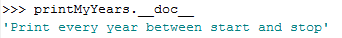 >>> printMyYears.__doc__
'Print every year between start and stop'